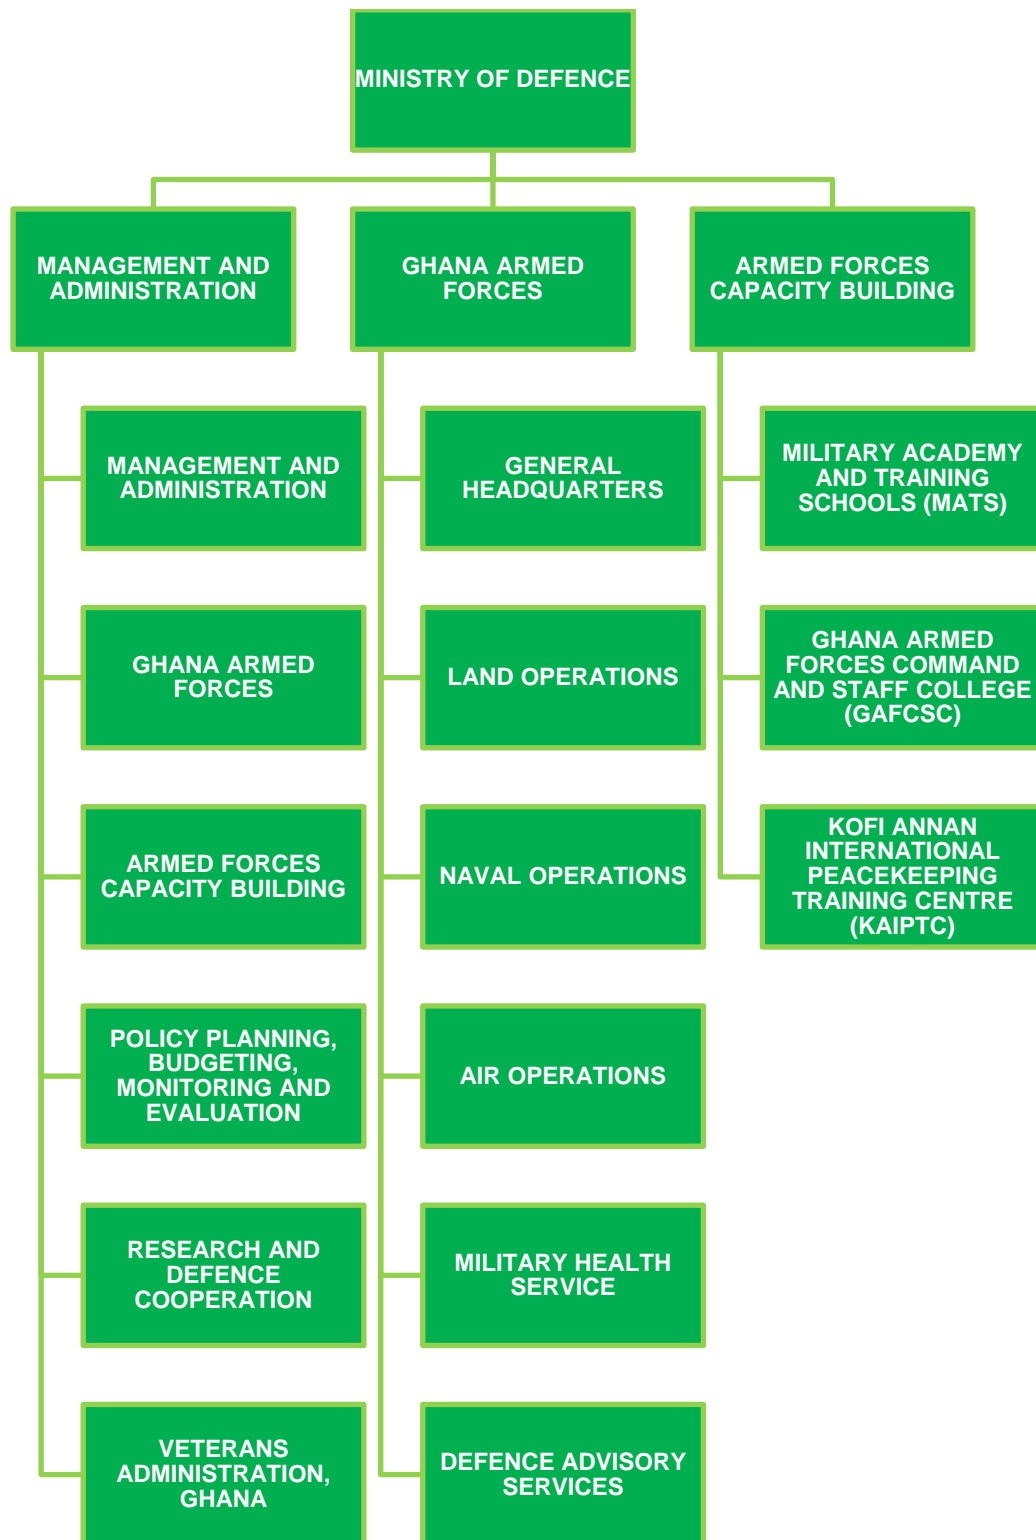 MINISTRY OF DEFENCE
MANAGEMENT AND
ADMINISTRATION
MANAGEMENT AND
ADMINISTRATION
GHANA ARMED
FORCES
ARMED FORCES
CAPACITY BUILDING
POLICY PLANNING,
BUDGETING,
MONITORING AND
EVALUATION
RESEARCH AND
DEFENCE
COOPERATION
VETERANS
ADMINISTRATION,
GHANA
GHANA ARMED
FORCES
GENERAL
HEADQUARTERS
LAND OPERATIONS
NAVAL OPERATIONS
AIR OPERATIONS
MILITARY HEALTH
SERVICE
DEFENCE ADVISORY
SERVICES
ARMED FORCES
CAPACITY BUILDING
MILITARY ACADEMY
AND TRAINING
SCHOOLS (MATS)
GHANA ARMED
FORCES COMMAND
AND STAFF COLLEGE
(GAFCSC)
KOFI ANNAN
INTERNATIONAL
PEACEKEEPING
TRAINING CENTRE
(KAIPTC)